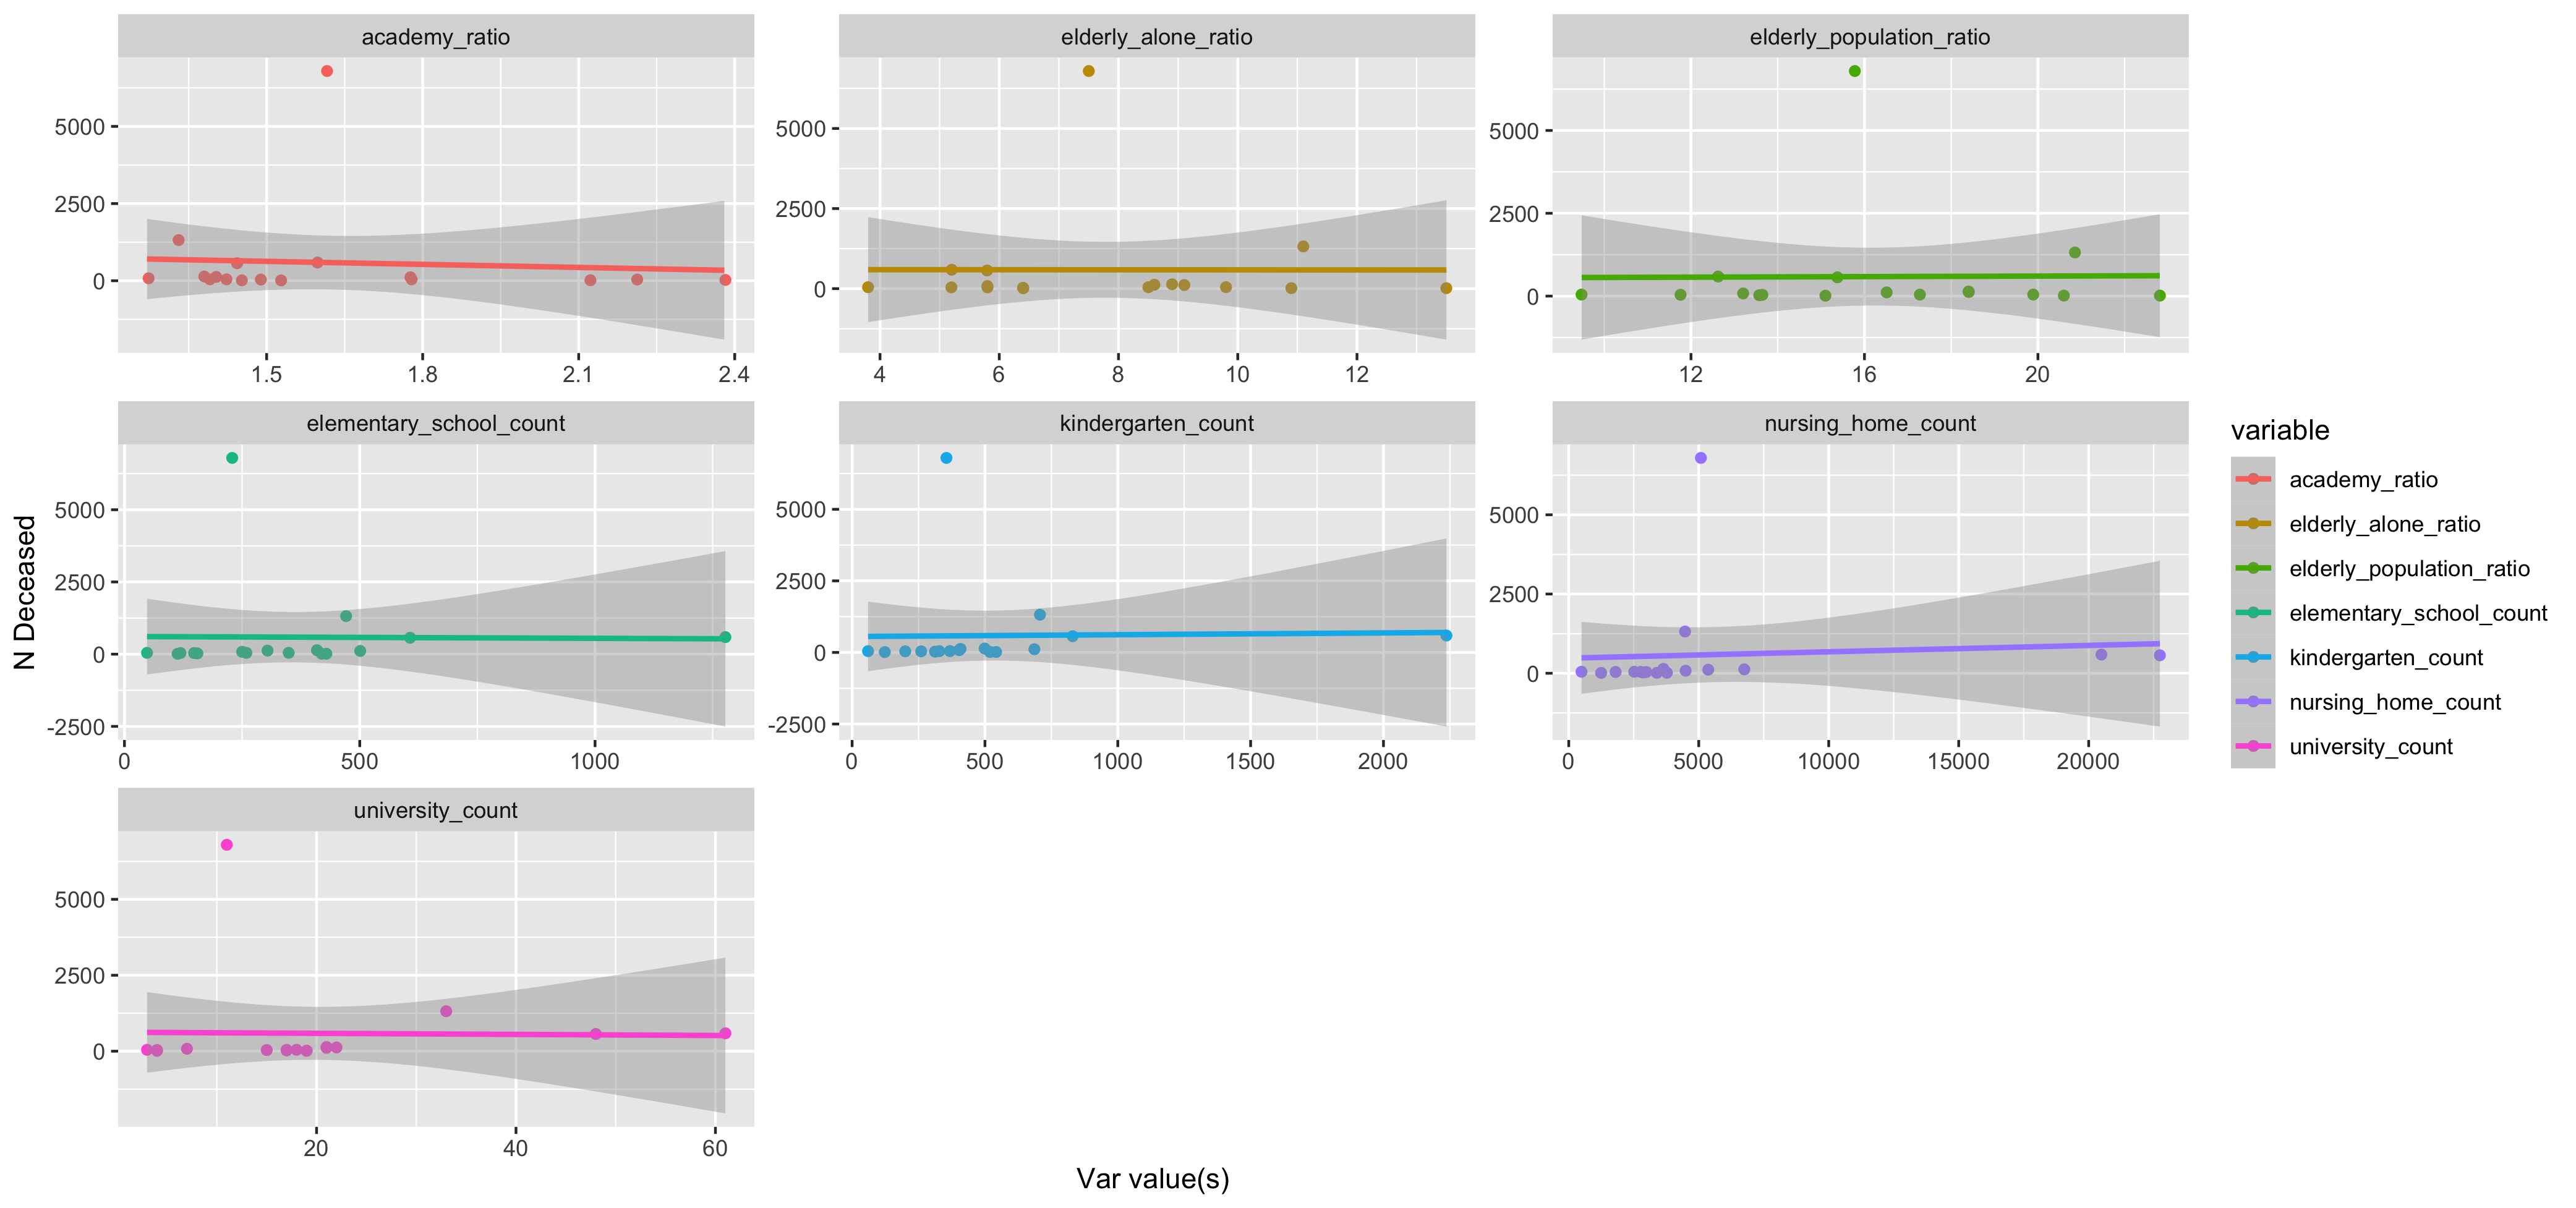 academy_ratio
elderly_alone_ratio
elderly_population_ratio
5000
2500
0
1.5 1.8 2.1 2.4
5000
2500
0
4 6 8 10 12
5000
2500
0
12 16 20
elementary_school_count
kindergarten_count
nursing_home_count
5000
2500
0
-2500
0 500 1000
5000
2500
0
-2500
0 500 1000 1500 2000
5000
2500
0
0 5000 10000 15000 20000
university_count
5000
2500
0
20 40 60
N Deceased
Var value(s)
variable
academy_ratio
elderly_alone_ratio
elderly_population_ratio
elementary_school_count
kindergarten_count
nursing_home_count
university_count